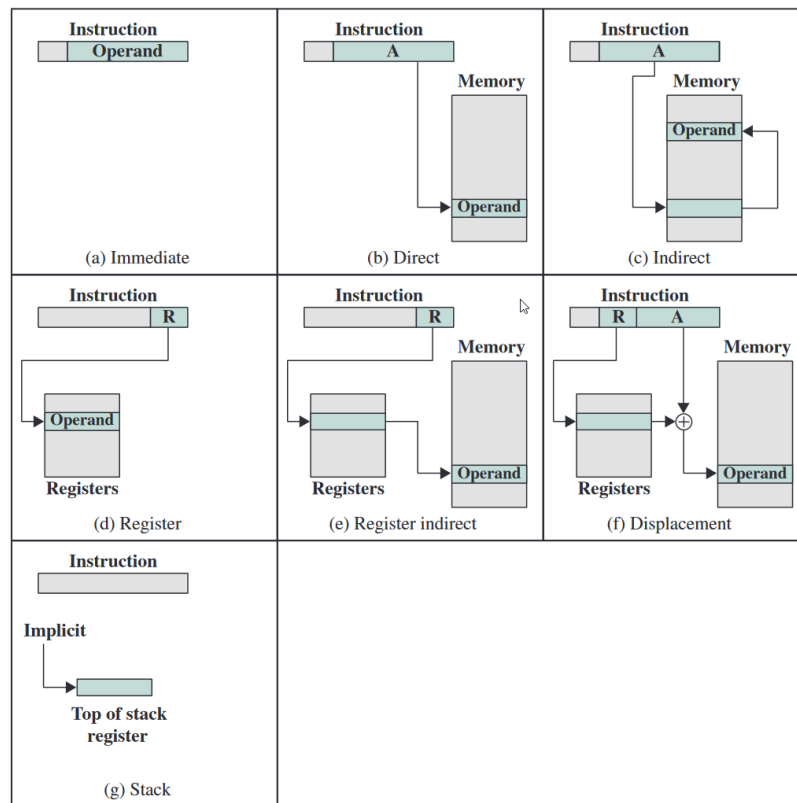 Instruction
Operand
(a) Immediate
Instruction
A
Memory
Operand
(b) Direct
Instruction
A
Memory
Operand
(c) Indirect
Instruction
R
Operand
Registers
(d) Register
Instruction
R
Memory
Operand
Registers
(e) Register indirect
Instruction
R A
Memory
Operand
Registers
(f) Displacement
Instruction
Implicit
Top of stack
register
(g) Stack